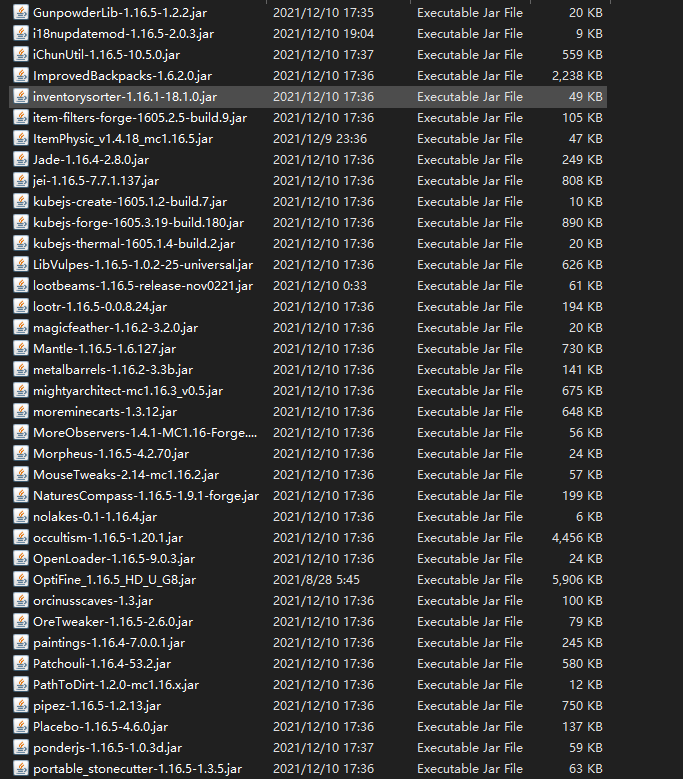 GunpowderLib-1.16.5-1.2.2.jar 2021/12/10 17:35 Executable Jar File 20 KB
i18nupdatemod-1.16.5-2.0.3.jar 2021/12/10 19:04 Executable Jar File 9 KB
iChunUtil-1.16.5-10.5.0.jar 2021/12/10 17:37 Executable Jar File 559 KB
ImprovedBackpacks-1.6.2.0.jar 2021/12/10 17:36 Executable Jar File 2,238 KB
inventorysorter-1.16.1-18.1.0.jar 2021/12/10 17:36 Executable Jar File 49 KB
item-filters-forge-1605.2.5-build.9.jar 2021/12/10 17:36 Executable Jar File 105 KB
ItemPhysic_v1.4.18_mc1.16.5.jar 2021/12/9 23:36 Executable Jar File 47 KB
Jade-1.16.4-2.8.0.jar 2021/12/10 17:36 Executable Jar File 249 KB
jei-1.16.5-7.7.1.137.jar 2021/12/10 17:36 Executable Jar File 808 KB
kubejs-create-1605.1.2-build.7.jar 2021/12/10 17:36 Executable Jar File 10 KB
kubejs-forge-1605.3.19-build.180.jar 2021/12/10 17:36 Executable Jar File 890 KB
kubejs-thermal-1605.1.4-build.2.jar 2021/12/10 17:36 Executable Jar File 20 KB
LibVulpes-1.16.5-1.0.2-25-universal.jar 2021/12/10 17:36 Executable Jar File 626 KB
lootbeams-1.16.5-release-nov0221.jar 2021/12/10 0:33 Executable Jar File 61 KB
lootr-1.16.5-0.0.8.24.jar 2021/12/10 17:36 Executable Jar File 194 KB
magicfeather-1.16.2-3.2.0.jar 2021/12/10 17:36 Executable Jar File 20 KB
Mantle-1.16.5-1.6.127.jar 2021/12/10 17:36 Executable Jar File 730 KB
metalbarrels-1.16.2-3.3b.jar 2021/12/10 17:36 Executable Jar File 141 KB
mightyarchitect-mc1.16.3_v0.5.jar 2021/12/10 17:36 Executable Jar File 675 KB
moreminecarts-1.3.12.jar 2021/12/10 17:36 Executable Jar File 648 KB
MoreObservers-1.4.1-MC1.16-Forge.... 2021/12/10 17:36 Executable Jar File 56 KB
Morpheus-1.16.5-4.2.70.jar 2021/12/10 17:36 Executable Jar File 24 KB
MouseTweaks-2.14-mc1.16.2.jar 2021/12/10 17:36 Executable Jar File 57 KB
NaturesCompass-1.16.5-1.9.1-forge.jar 2021/12/10 17:36 Executable Jar File 199 KB
nolakes-0.1-1.16.4.jar 2021/12/10 17:36 Executable Jar File 6 KB
occultism-1.16.5-1.20.1.jar 2021/12/10 17:36 Executable Jar File 4,456 KB
OpenLoader-1.16.5-9.0.3.jar 2021/12/10 17:36 Executable Jar File 24 KB
OptiFine_1.16.5_HD_U_G8.jar 2021/8/28 5:45 Executable Jar File 5,906 KB
orcinusscaves-1.3.jar 2021/12/10 17:36 Executable Jar File 100 KB
OreTweaker-1.16.5-2.6.0.jar 2021/12/10 17:36 Executable Jar File 79 KB
paintings-1.16.4-7.0.0.1.jar 2021/12/10 17:36 Executable Jar File 245 KB
Patchouli-1.16.4-53.2.jar 2021/12/10 17:36 Executable Jar File 580 KB
PathToDirt-1.2.0-mc1.16.x.jar 2021/12/10 17:36 Executable Jar File 12 KB
pipez-1.16.5-1.2.13.jar 2021/12/10 17:36 Executable Jar File 750 KB
Placebo-1.16.5-4.6.0.jar 2021/12/10 17:36 Executable Jar File 137 KB
ponderjs-1.16.5-1.0.3d.jar 2021/12/10 17:37 Executable Jar File 59 KB
portable_stonecutter-1.16.5-1.3.5.jar 2021/12/10 17:36 Executable Jar File 63 KB